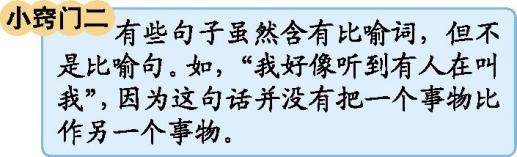 小窍门二
有些句子虽然含有比喻词，但不
是比喻句。如，“我好像听到有人在叫
我”，因为这句话并没有把一个事物比
作另一个事物。